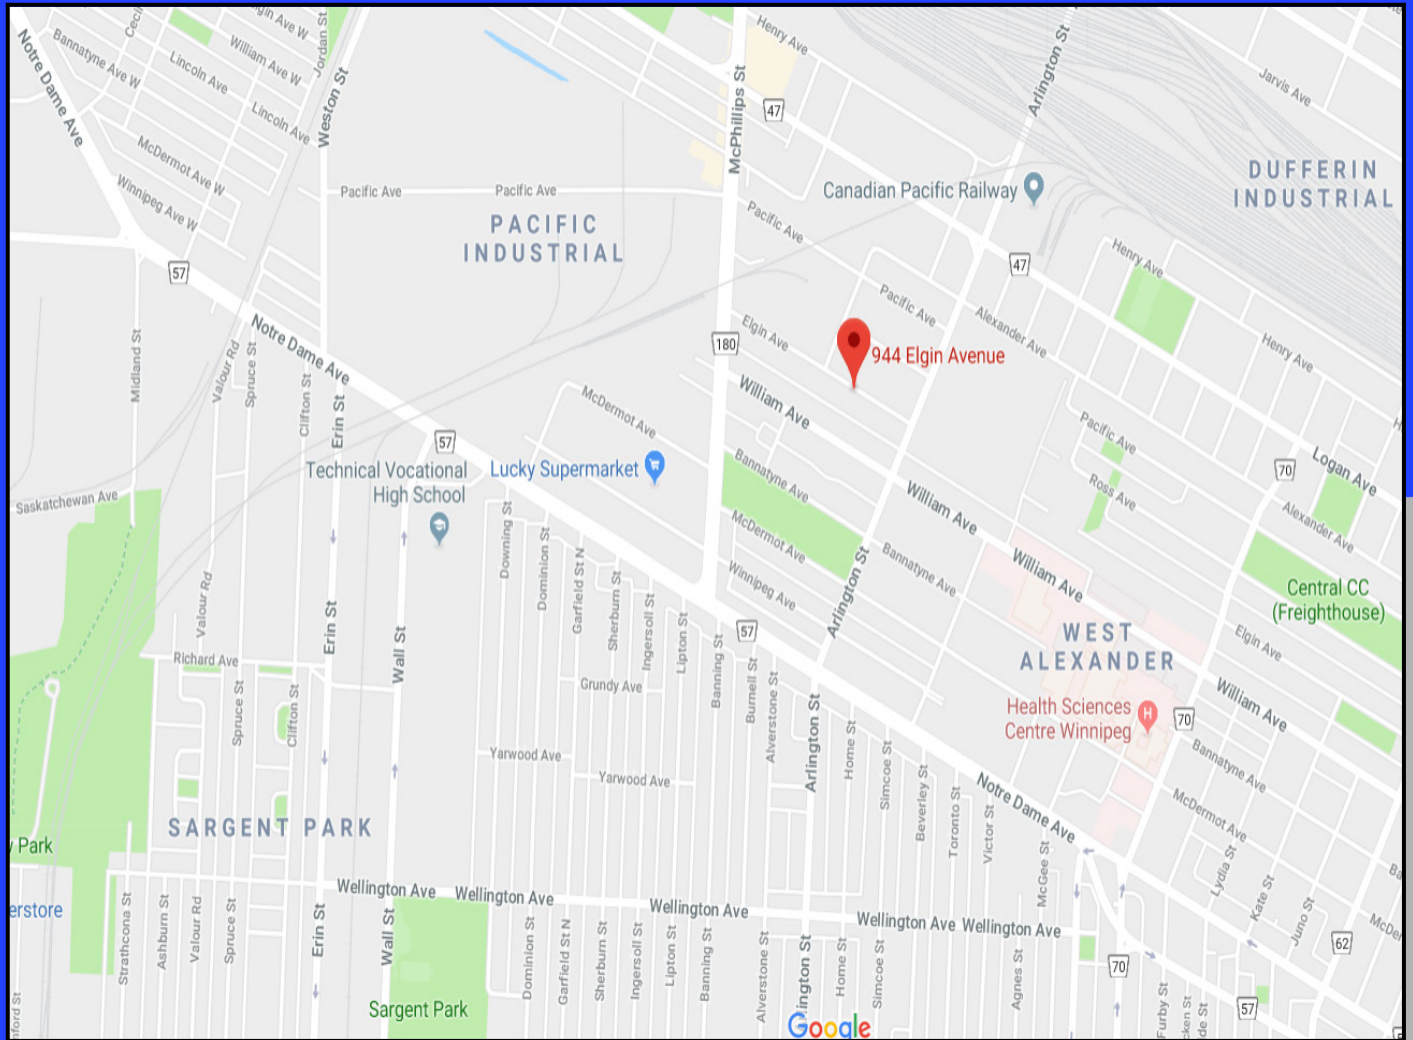 Notre Dame Ave
Bannatyne Ave W
Elgin Ave W
William Ave W
Lincoln Ave
Lincoln Ave
Jordan St
Weston St
McDermot Ave W
Winnipeg Ave W
Henry Ave
McPhillips St
47
Arlington St
Jarvis Ave
Pacific Ave
Pacific Ave
PACIFIC
INDUSTRIAL
Canadian Pacific Railway
DUFFERIN
INDUSTRIAL
Pacific Ave
57
47
Henry Ave
Pacific Ave
Alexander Ave
Henry Ave
Midland St
Valour Rd
Spruce St
Notre Dame Ave
Elgin Ave
180
944 Elgin Avenue
Clifton St
Erin St
McDermot Ave
William Ave
57
Technical Vocational
High School
Lucky Supermarket
Pacific Ave
Logan Ave
70
Bannatyne Ave
Ross Ave
Alexander Ave
William Ave
Saskatchewan Ave
McDermot Ave
Downing St
Dominion St
Garfield St N
Sherburn St
Ingersoll St
Lipton St
Banning St
Burnell St
Alverstone St
Winnipeg Ave
Arlington St
Bannatyne Ave
William Ave
Central CC
(Freighthouse)
Valour Rd
Erin St
Wall St
57
WEST
ALEXANDER
Elgin Ave
Richard Ave
Grundy Ave
Spruce St
Clifton St
Arlington St
Home St
Simcoe St
Beverley St
Toronto St
Victor St
McGee St
Health Sciences
Centre Winnipeg
70
William Ave
Bannatyne Ave
Yarwood Ave
Yarwood Ave
Notre Dame Ave
McDermot Ave
SARGENT PARK
Park
Lydia St
Kate St
Juno St
Wellington Ave
Wellington Ave
Wellington Ave
Wellington Ave
Wellington Ave
erstore
Strathcona St
Ashburn St
Valour Rd
Spruce St
Erin St
Wall St
Dominion St
Garfield St N
Sherburn St
Ingersoll St
Lipton St
Banning St
Alverstone St
lington St
Home St
Simcoe St
Agnes St
70
62
57
Furby St
Sargent Park
Google